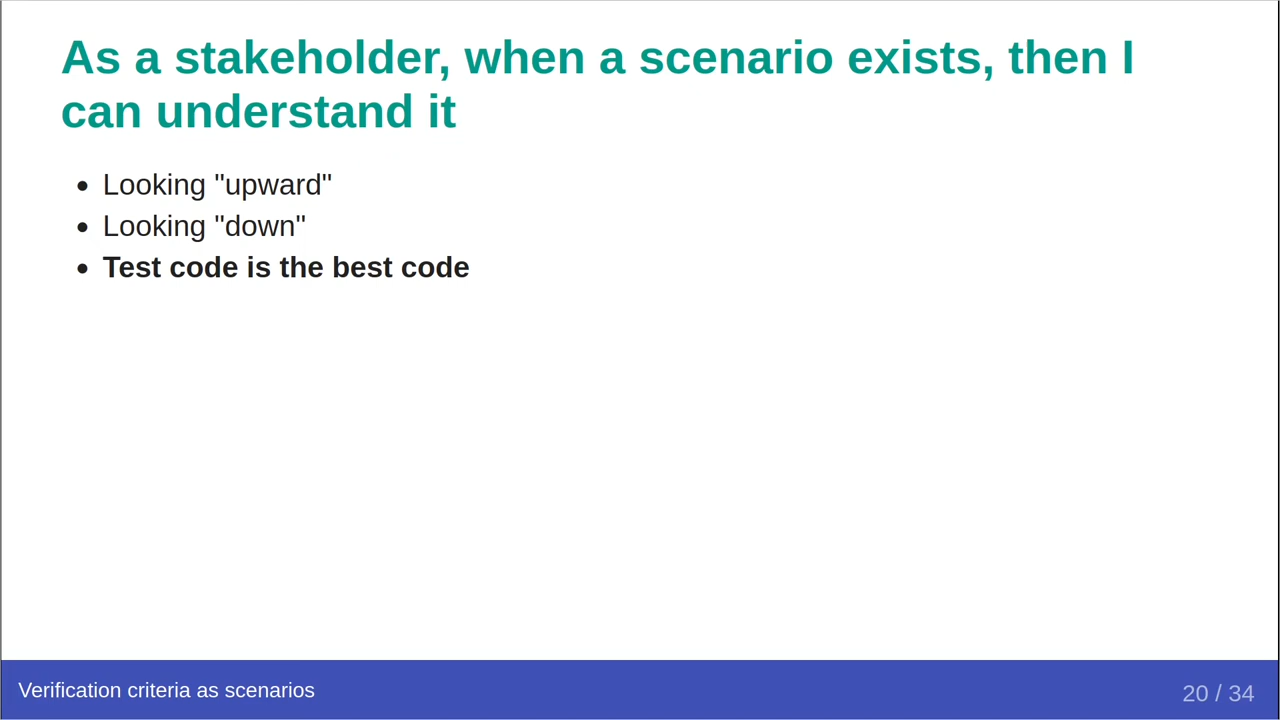 As a stakeholder, when a scenario exists, then I
can understand it
Looking "upward"
Looking "down"
Test code is the best code
Verification criteria as scenarios
20 / 34